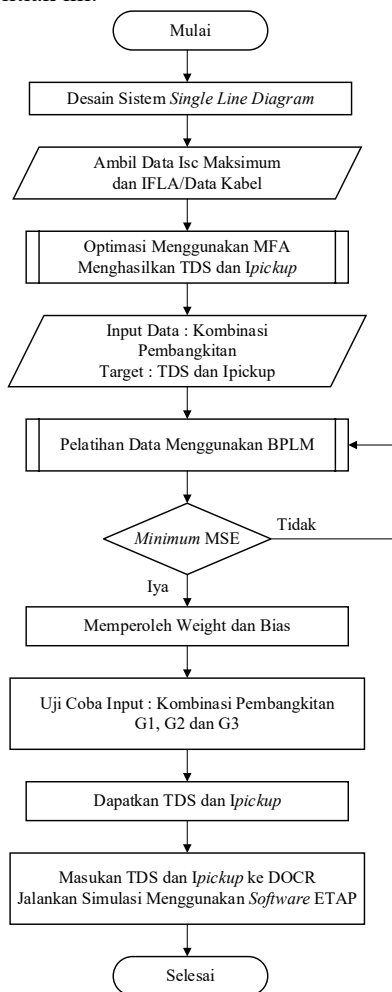 Mulai
Desain Sistem Single Line Diagram
Ambil Data Isc Maksimum
dan IFLA/Data Kabel
Optimasi Menggunakan MFA
Menghasilkan TDS dan Ipickup
Input Data : Kombinasi
Pembangkitan
Target : TDS dan Ipickup
Pelatihan Data Menggunakan BPLM
Minimum MSE
Tidak
Iya
Memperoleh Weight dan Bias
Uji Coba Input : Kombinasi Pembangkitan
G1, G2 dan G3
Dapatkan TDS dan Ipickup
Masukan TDS dan Ipickup ke DOCR
Jalankan Simulasi Menggunakan Software ETAP
Selesai